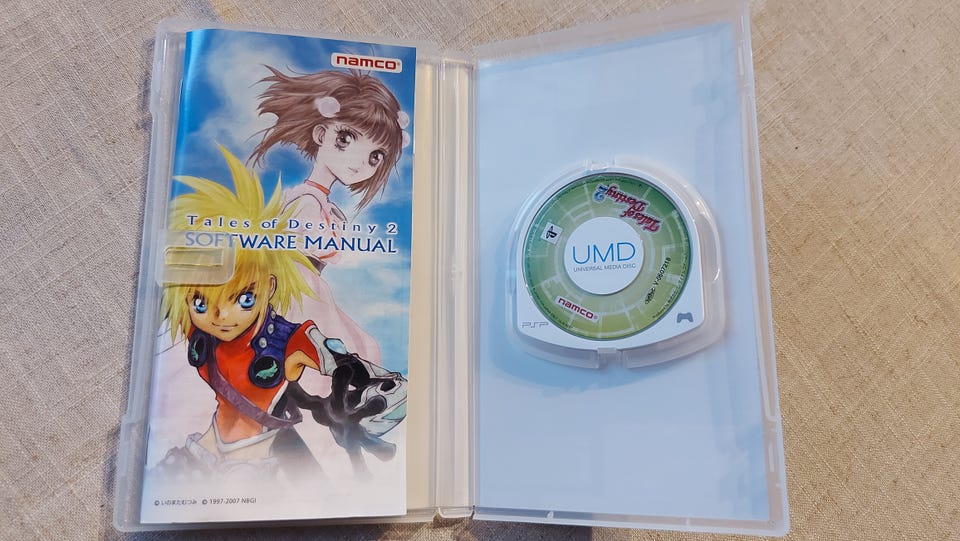 namco®
Tales of Destiny 2
SOFTWARE MANUAL
© いのまたむつみ © 1997-2007 NBGI
Tales of
Destiny 2
UMD
UNIVERSAL MEDIA DISC
namco®
PSP